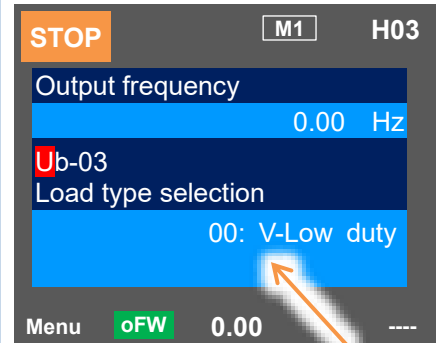 STOP M1 H03
Output frequency
0.00 Hz
Ub-03
Load type selection
00: V-Low duty
Menu oFW 0.00 ----